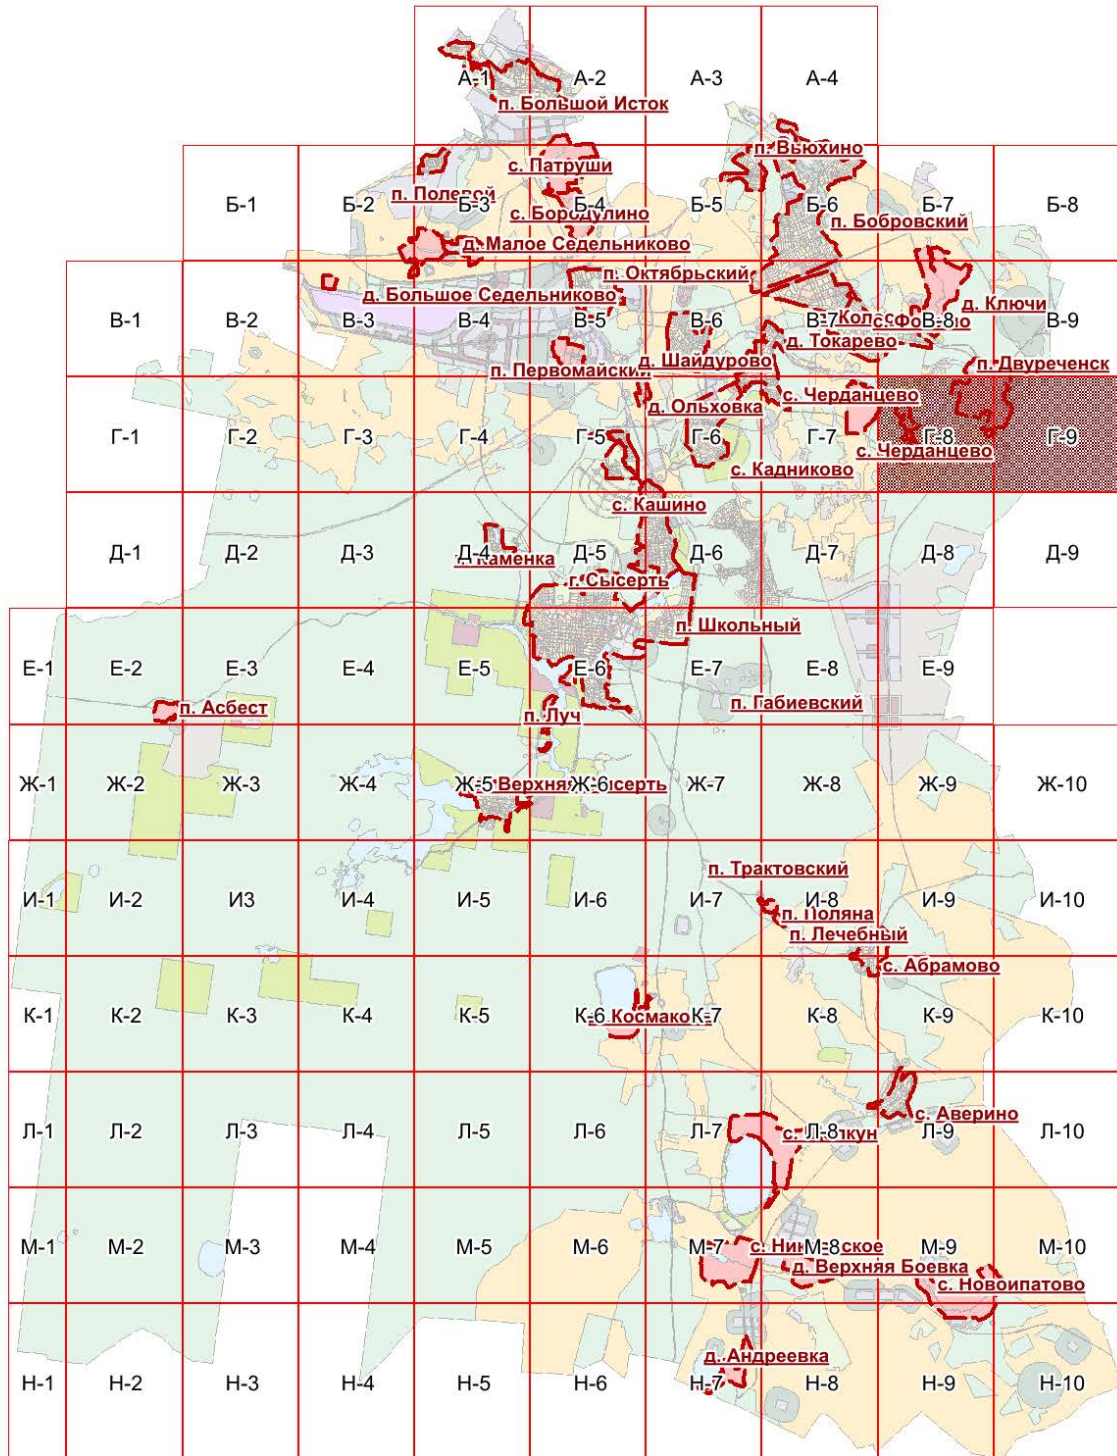 А-1
А-2
А-3
А-4
п. Большой Исток
п. Вьюхино
с. Патруши
п. Полевой
Б-1
Б-2
Б-3
Б-4
Б-5
Б-6
Б-7
Б-8
с. Бородулино
п. Бобровский
д. Малое Седельниково
п. Октябрьский
д. Большое Седельниково
д. Ключи
В-1
В-2
В-3
В-4
В-5
В-6
В-7
В-8
В-9
д. Токарево
д. Шайдурово
п. Первомайский
п. Двуреченск
с. Черданцево
д. Ольховка
Г-1
Г-2
Г-3
Г-4
Г-5
Г-6
Г-7
Г-8
Г-9
с. Черданцево
с. Кадниково
с. Кашино
Д-1
Д-2
Д-3
Д-4
Д-5
Д-6
Д-7
Д-8
Д-9
Каменка
г. Сысерть
п. Школьный
Е-1
Е-2
Е-3
Е-4
Е-5
Е-6
Е-7
Е-8
Е-9
п. Асбест
п. Габиевский
п. Луч
Ж-1
Ж-2
Ж-3
Ж-4
Ж-5
Верхняя Сысерть
Ж-6
Ж-7
Ж-8
Ж-9
Ж-10
п. Трактовский
И-1
И-2
И3
И-4
И-5
И-6
И-7
И-8
И-9
И-10
п. Поляна
п. Лечебный
с. Абрамово
К-1
К-2
К-3
К-4
К-5
К-6
К-7
К-8
К-9
К-10
с. Аверино
Л-1
Л-2
Л-3
Л-4
Л-5
Л-6
Л-7
Л-8
Л-9
Л-10
М-1
М-2
М-3
М-4
М-5
М-6
М-7
М-8
М-9
М-10
д. Верхняя Боевка
с. Новоипатово
д. Андреевка
Н-1
Н-2
Н-3
Н-4
Н-5
Н-6
Н-7
Н-8
Н-9
Н-10